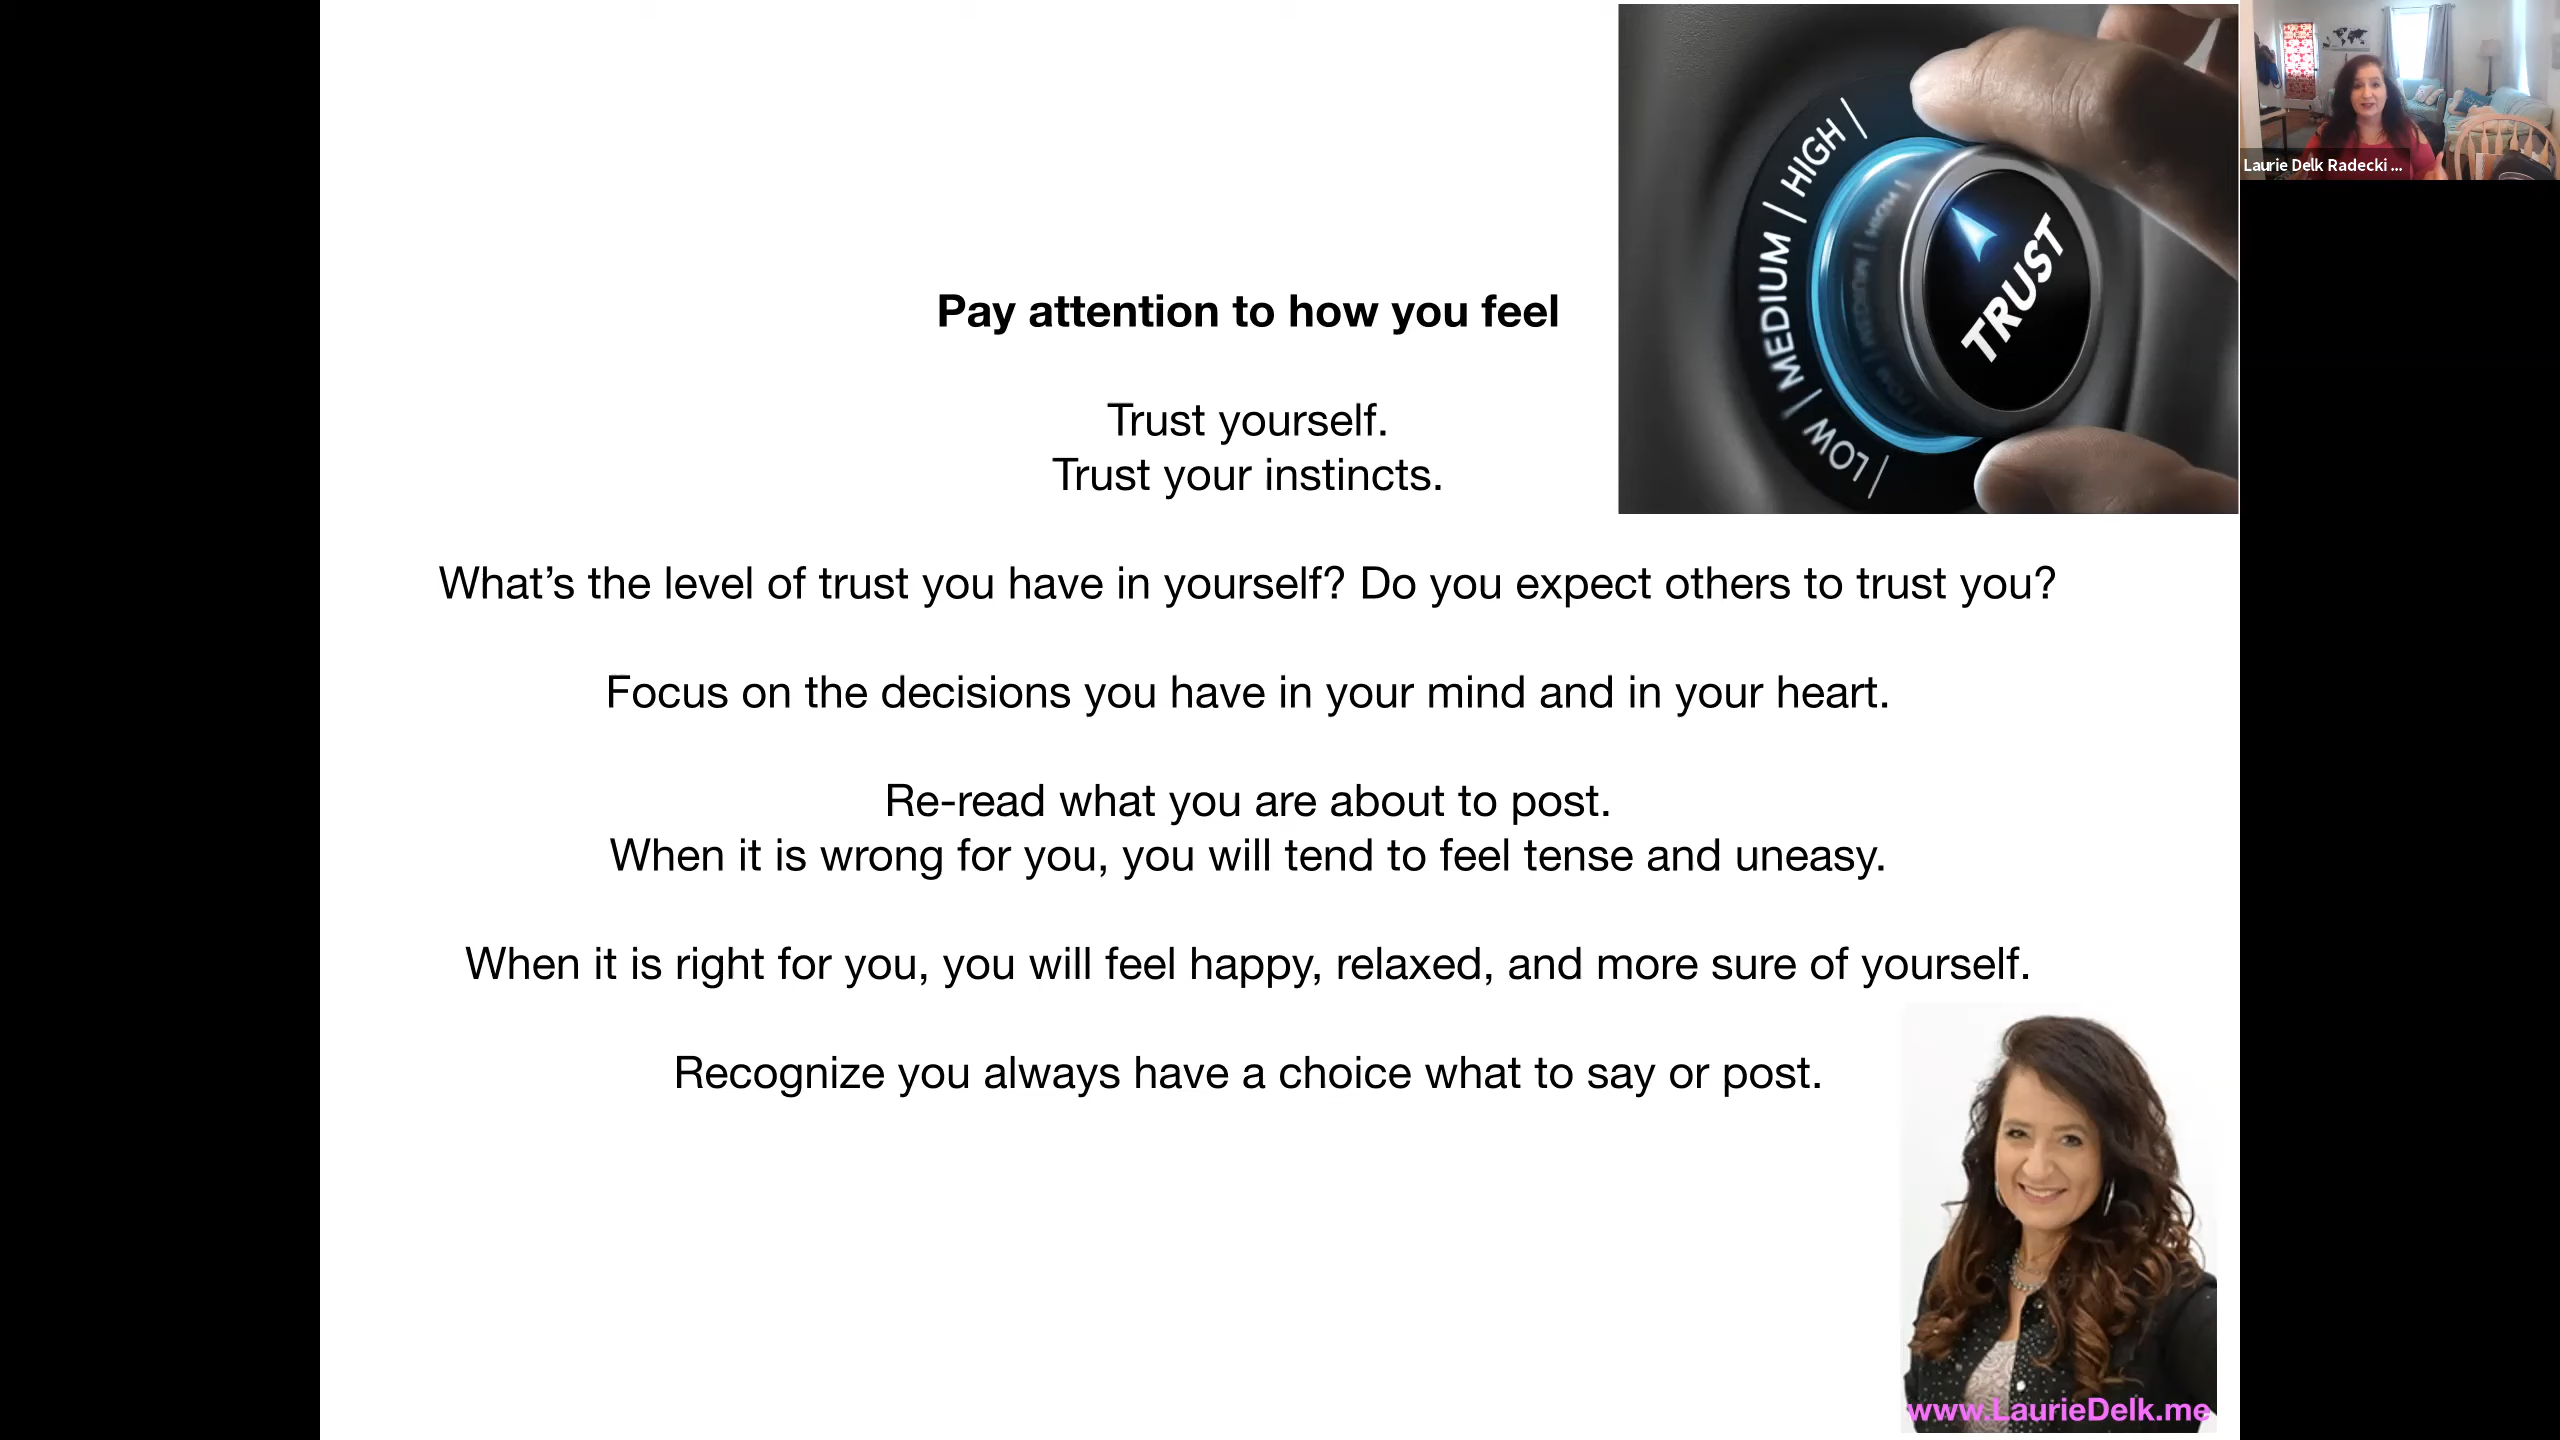 Pay attention to how you feel
Trust yourself.
Trust your instincts.
What’s the level of trust you have in yourself? Do you expect others to trust you?
Focus on the decisions you have in your mind and in your heart.
Re-read what you are about to post.
When it is wrong for you, you will tend to feel tense and uneasy.
When it is right for you, you will feel happy, relaxed, and more sure of yourself.
Recognize you always have a choice what to say or post.
| LOW | MEDIUM | HIGH |
TRUST
Laurie Delk Radecki ...
www.LaurieDelk.me